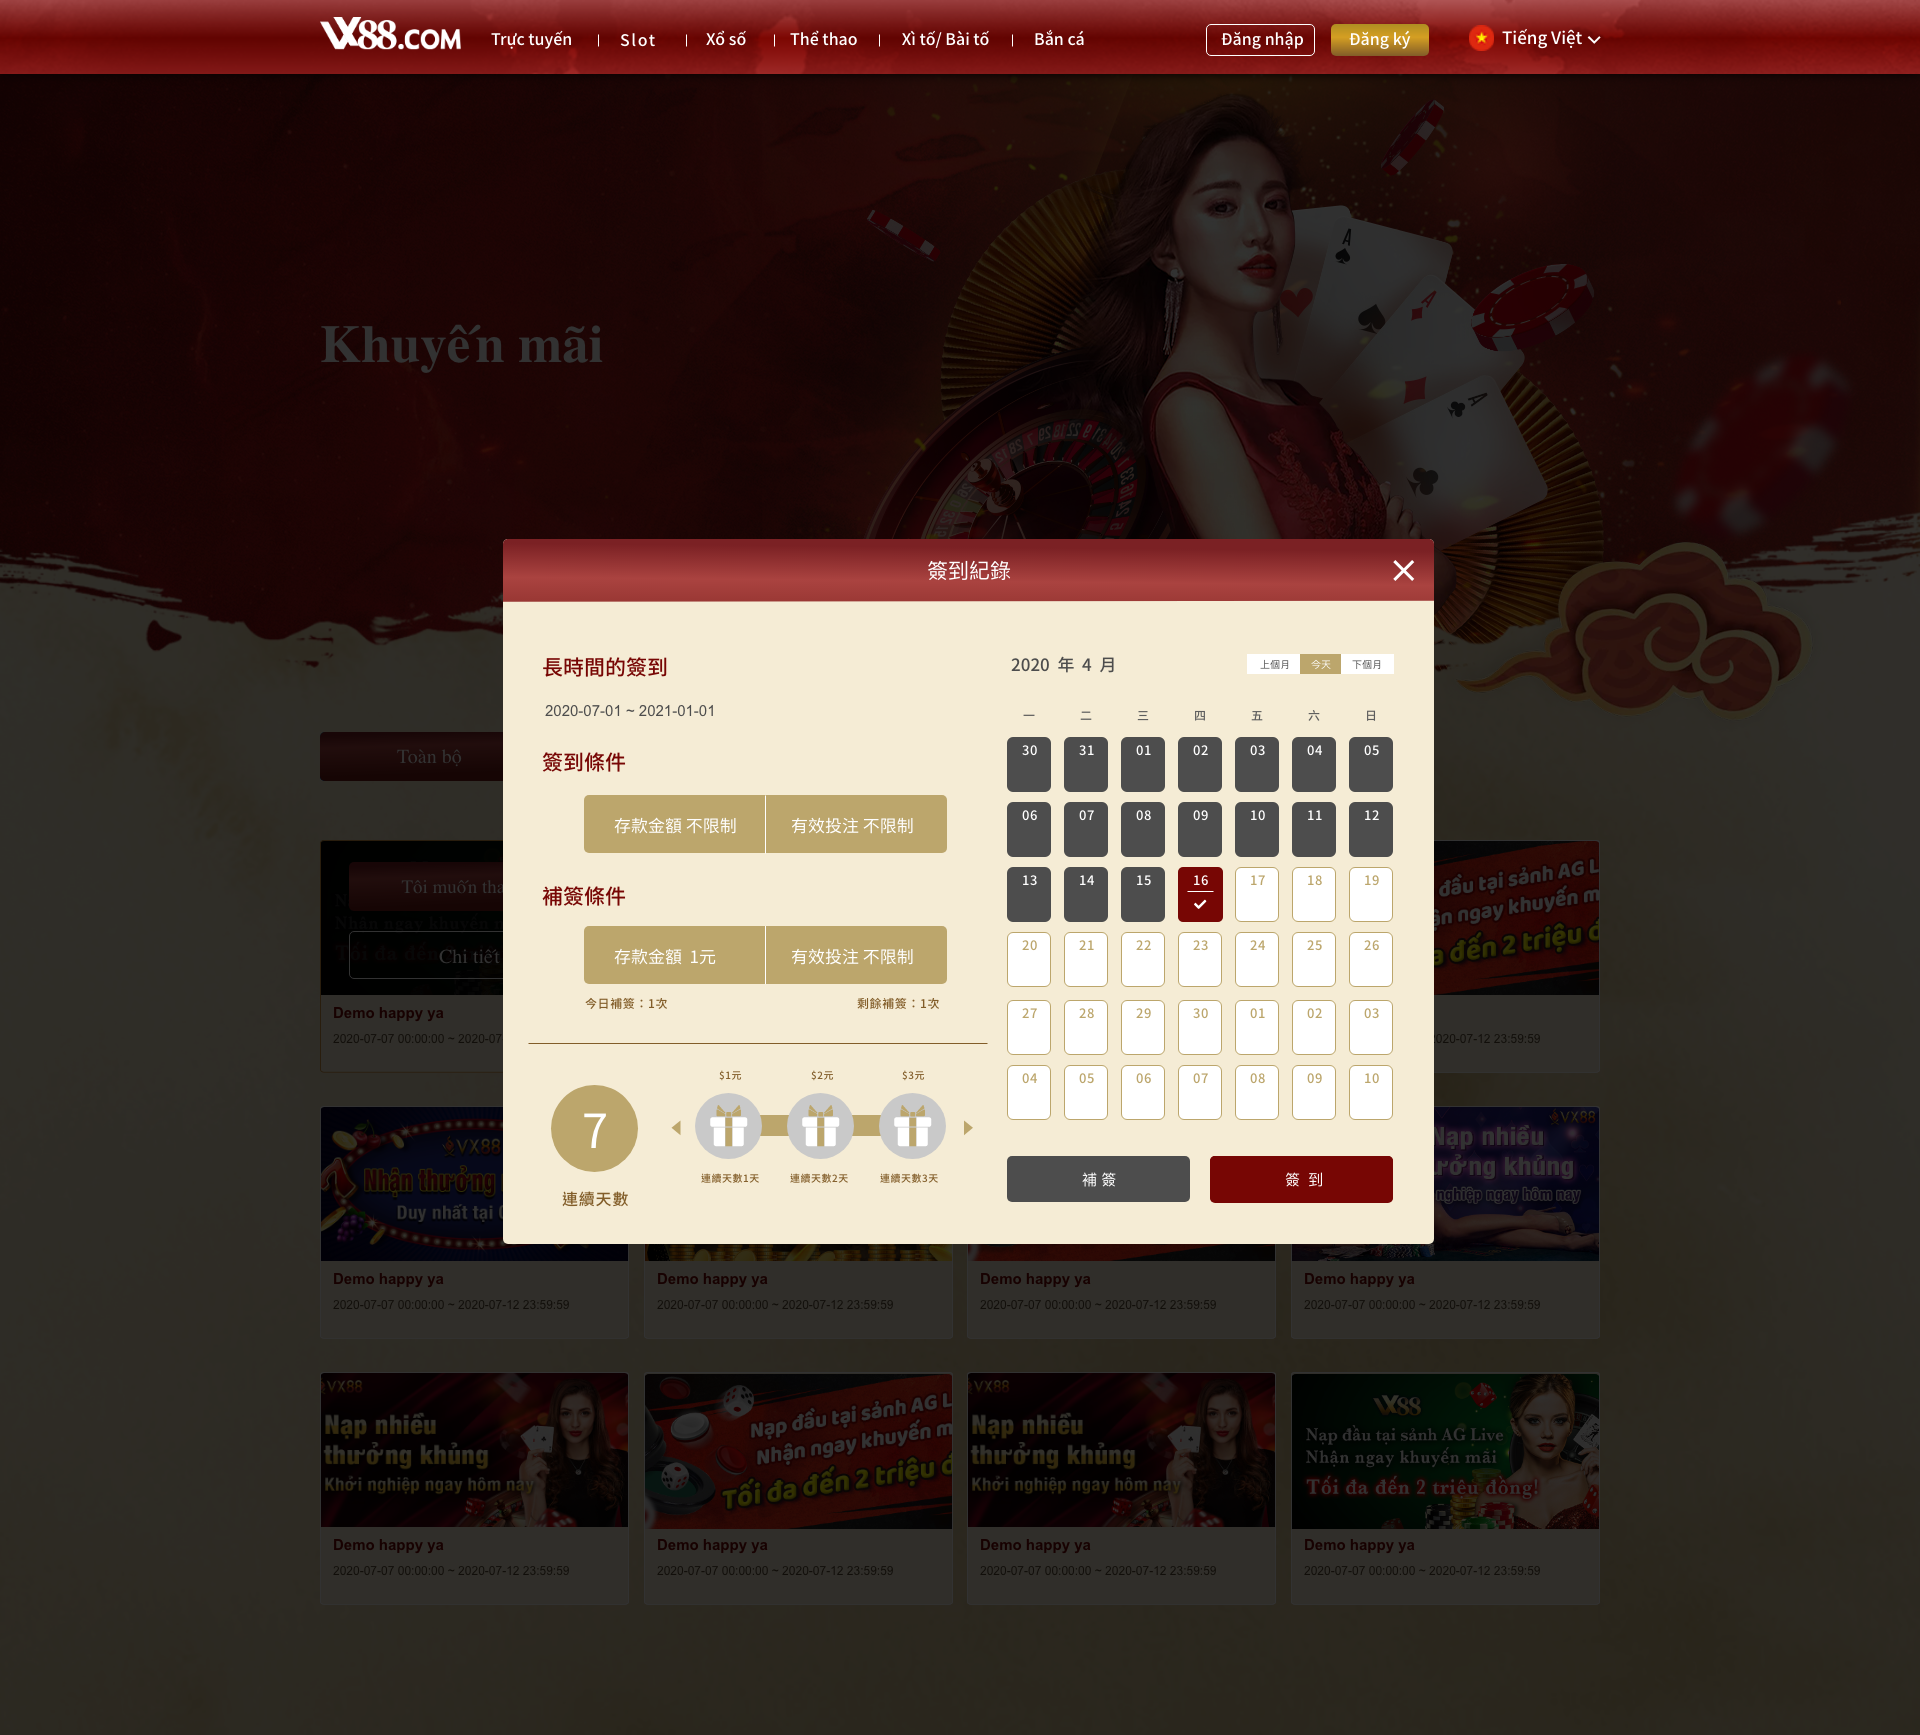 VX88.COM
Trực tuyến | Slot | Xổ số | Thể thao | Xì tố/ Bài tố | Bắn cá
Đăng nhập
Đăng ký
Tiếng Việt
Khuyến mãi
簽到紀錄
長時間的簽到
2020-07-01 ~ 2021-01-01
簽到條件
存款金額 不限制
有效投注 不限制
補簽條件
存款金額 1元
有效投注 不限制
今日補簽：1次
剩餘補簽：1次
7
連續天數
$1元 $2元 $3元
連續天數1天 連續天數2天 連續天數3天
2020 年 4 月
上個月 今天 下個月
一 二 三 四 五 六 日
30 31 01 02 03 04 05
06 07 08 09 10 11 12
13 14 15 16 17 18 19
20 21 22 23 24 25 26
27 28 29 30 01 02 03
04 05 06 07 08 09 10
補 簽
簽 到
Toàn bộ
Tôi muốn tha
Chi tiết
Demo happy ya
2020-07-07 00:00:00 ~ 2020-07
đầu tại sảnh AG L
ận ngay khuyến m
a đến 2 triệu đ
2020-07-12 23:59:59
VX88
Nhận thưởng
Duy nhất tại
Demo happy ya
2020-07-07 00:00:00 ~ 2020-07-12 23:59:59
Demo happy ya
2020-07-07 00:00:00 ~ 2020-07-12 23:59:59
Demo happy ya
2020-07-07 00:00:00 ~ 2020-07-12 23:59:59
VX88
Nạp nhiều
ưởng khủng
nghiệp ngay hôm nay
Demo happy ya
2020-07-07 00:00:00 ~ 2020-07-12 23:59:59
VX88
Nạp nhiều
thưởng khủng
Khởi nghiệp ngay hôm nay
Demo happy ya
2020-07-07 00:00:00 ~ 2020-07-12 23:59:59
Nạp đầu tại sảnh AG L
Nhận ngay khuyến m
Tối đa đến 2 triệu đ
Demo happy ya
2020-07-07 00:00:00 ~ 2020-07-12 23:59:59
VX88
Nạp nhiều
thưởng khủng
Khởi nghiệp ngay hôm nay
Demo happy ya
2020-07-07 00:00:00 ~ 2020-07-12 23:59:59
VX88
Nạp đầu tại sảnh AG Live
Nhận ngay khuyến mãi
Tối đa đến 2 triệu đồng!
Demo happy ya
2020-07-07 00:00:00 ~ 2020-07-12 23:59:59